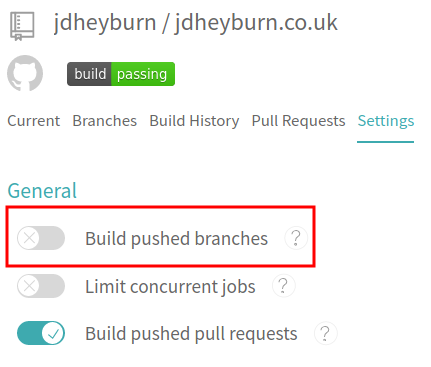 jdheyburn / jdheyburn.co.uk
build passing
Current Branches Build History Pull Requests Settings
General
Build pushed branches ?
Limit concurrent jobs ?
Build pushed pull requests ?